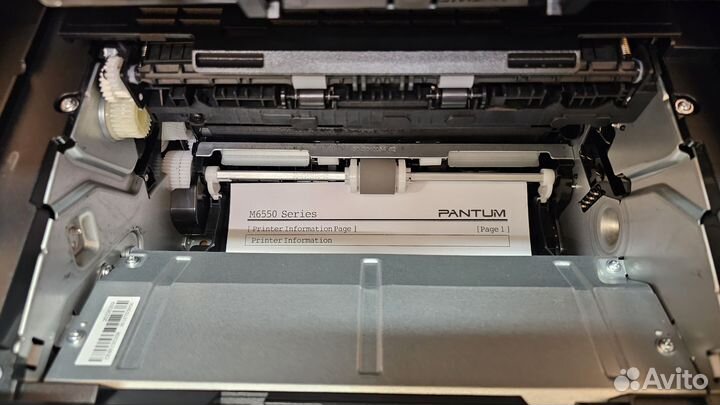 M6550 Series PANTUM
[ Printer Information Page ] [Page 1 ]
Printer Information
Avito